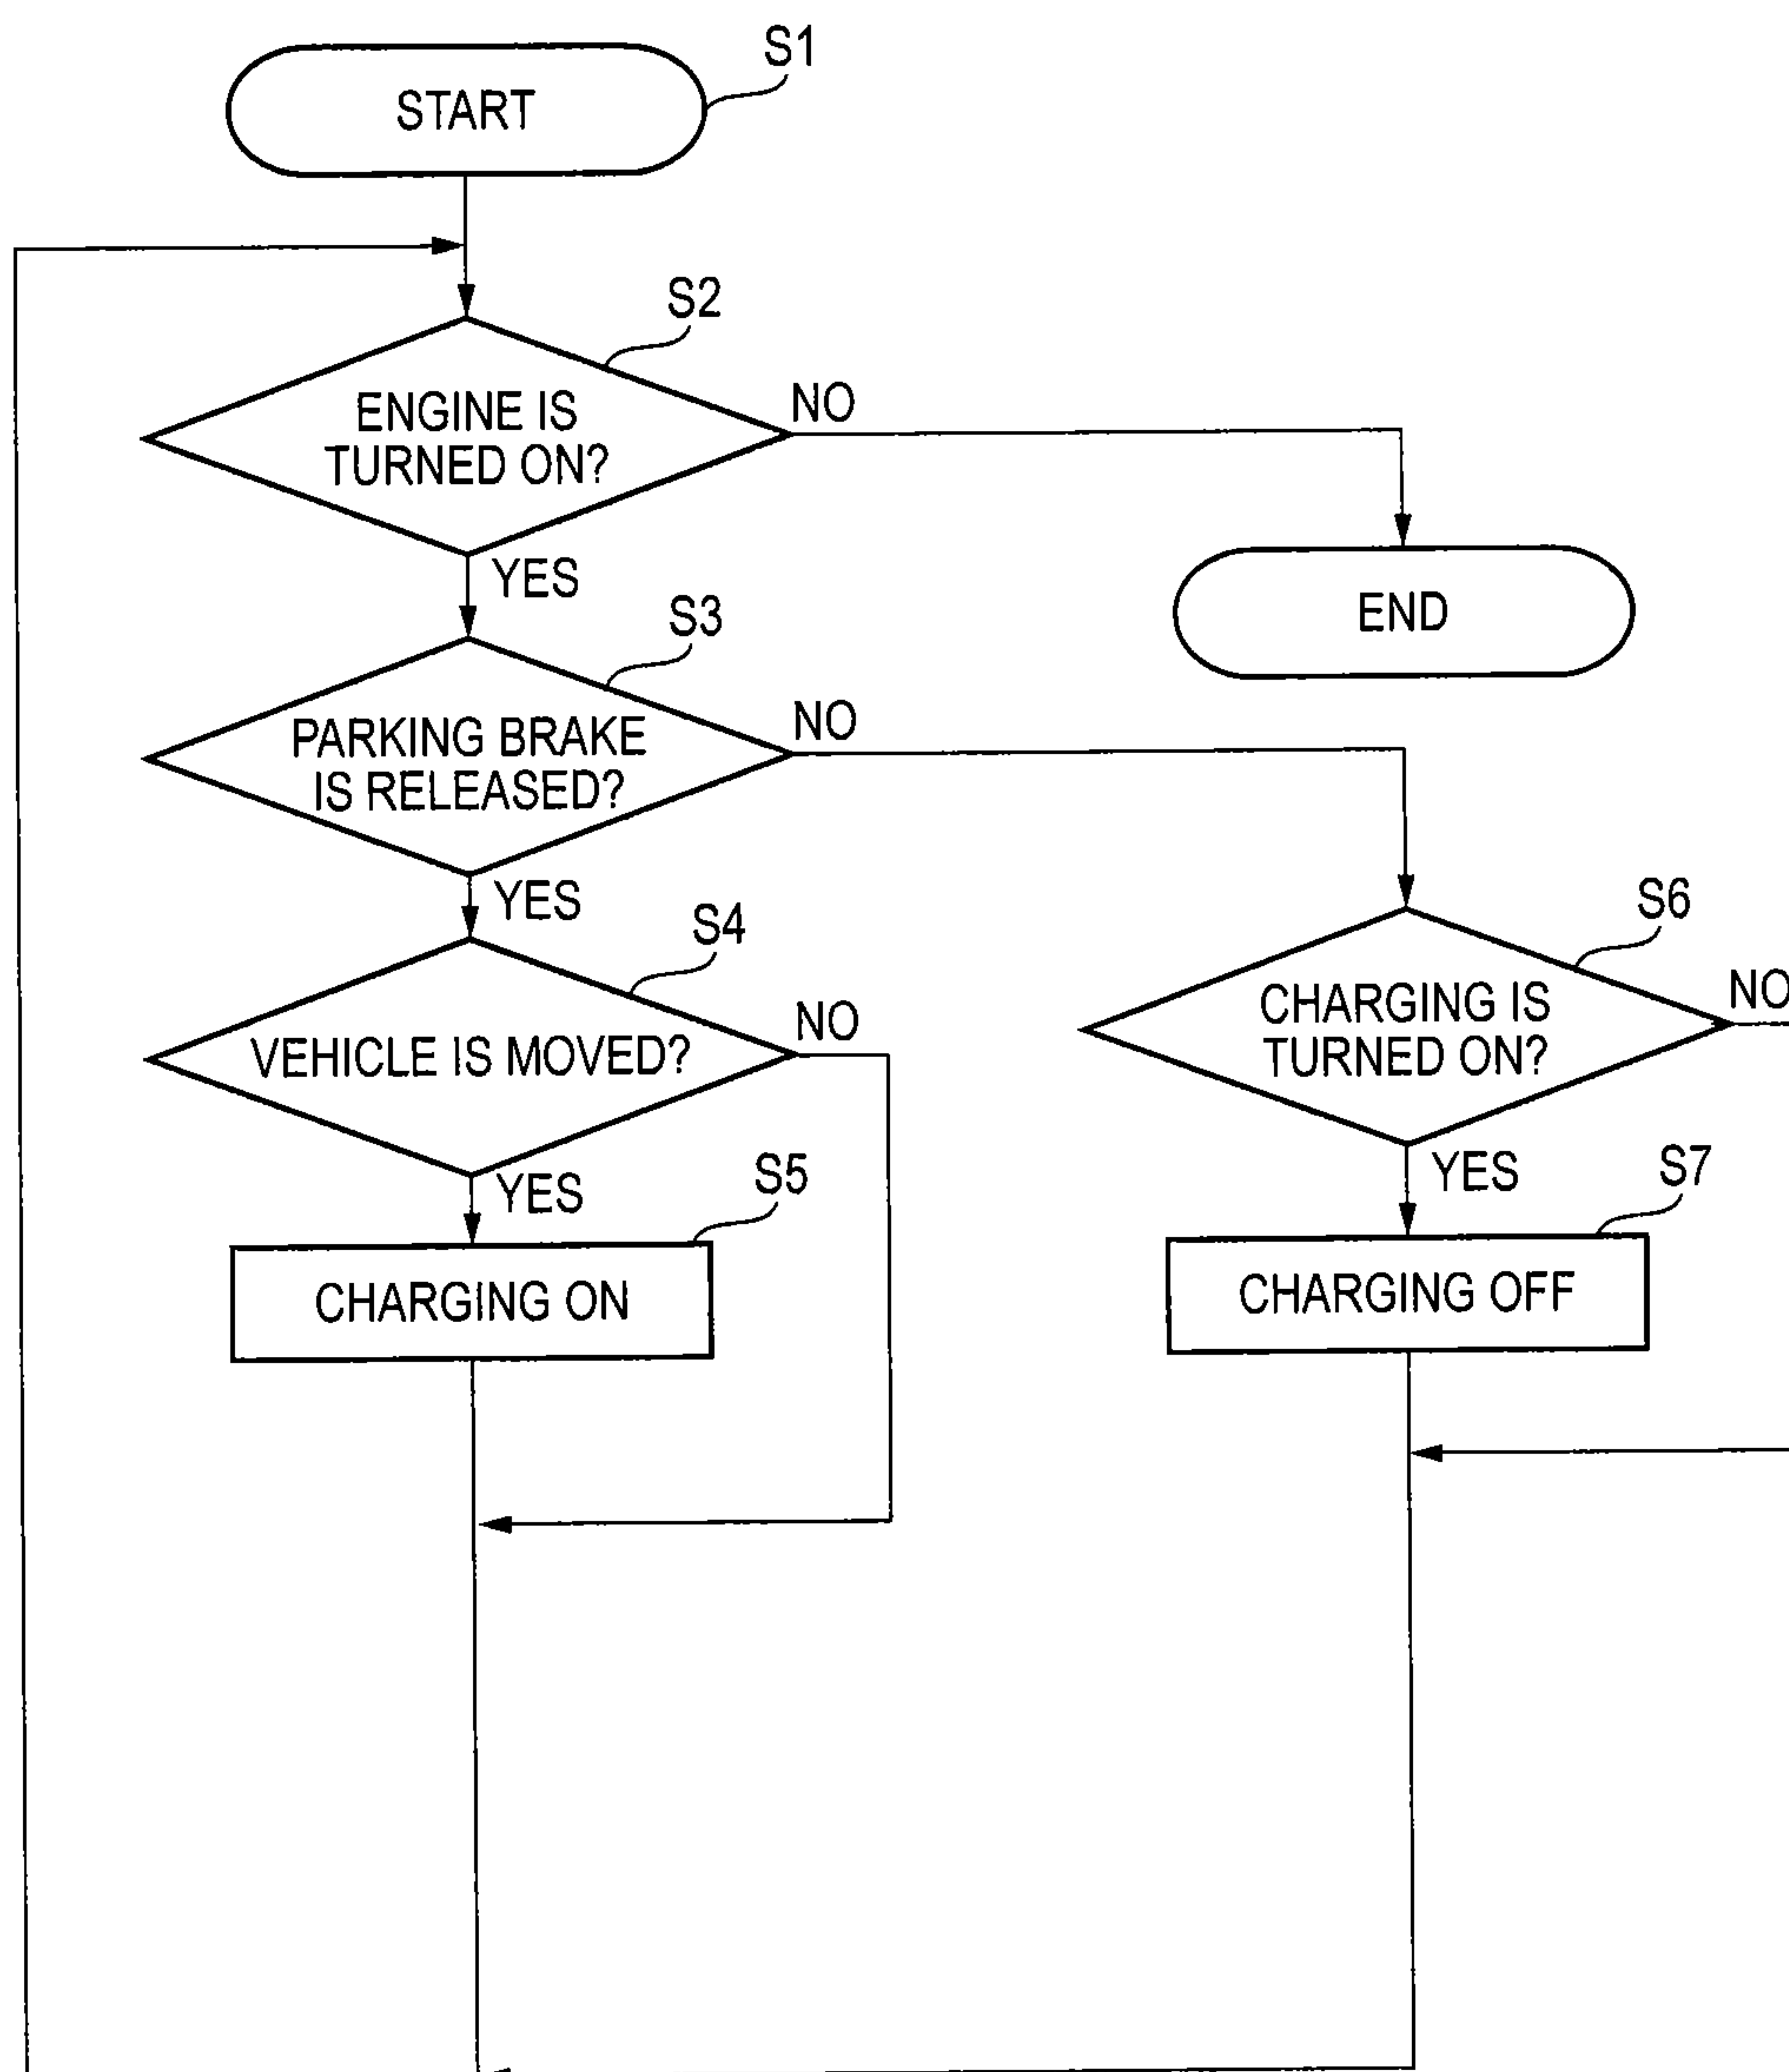 S1
START
S2
ENGINE IS
TURNED ON?
NO
YES
END
S3
PARKING BRAKE
IS RELEASED?
NO
YES
S4
VEHICLE IS MOVED?
NO
YES
S6
CHARGING IS
TURNED ON?
NO
YES
S5
CHARGING ON
S7
CHARGING OFF